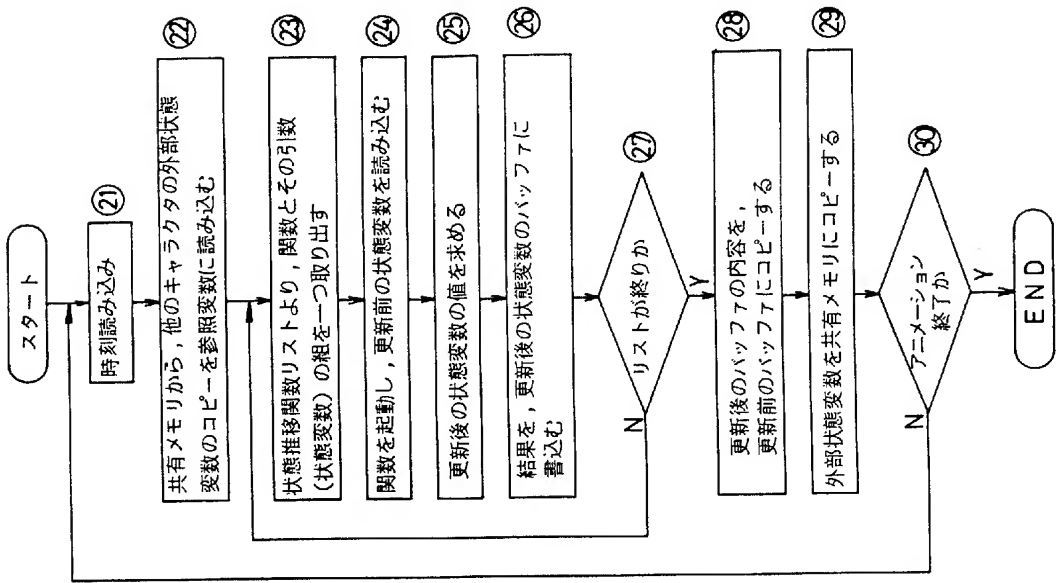 スタート
時刻読み込み
㉑
共有メモリから，他のキャラクタの外部状態
変数のコピーを参照変数に読み込む
㉒
状態推移関数リストより，関数とその引数
（状態変数）の組を一つ取り出す
㉓
関数を起動し，更新前の状態変数を読み込む
㉔
更新後の状態変数の値を求める
㉕
結果を，更新後の状態変数のバッファに
書込む
㉖
リストが終りか
㉗
N
Y
更新後のバッファの内容を，
更新前のバッファにコピーする
㉘
外部状態変数を共有メモリにコピーする
㉙
アニメーション
終了か
㉚
N
Y
END